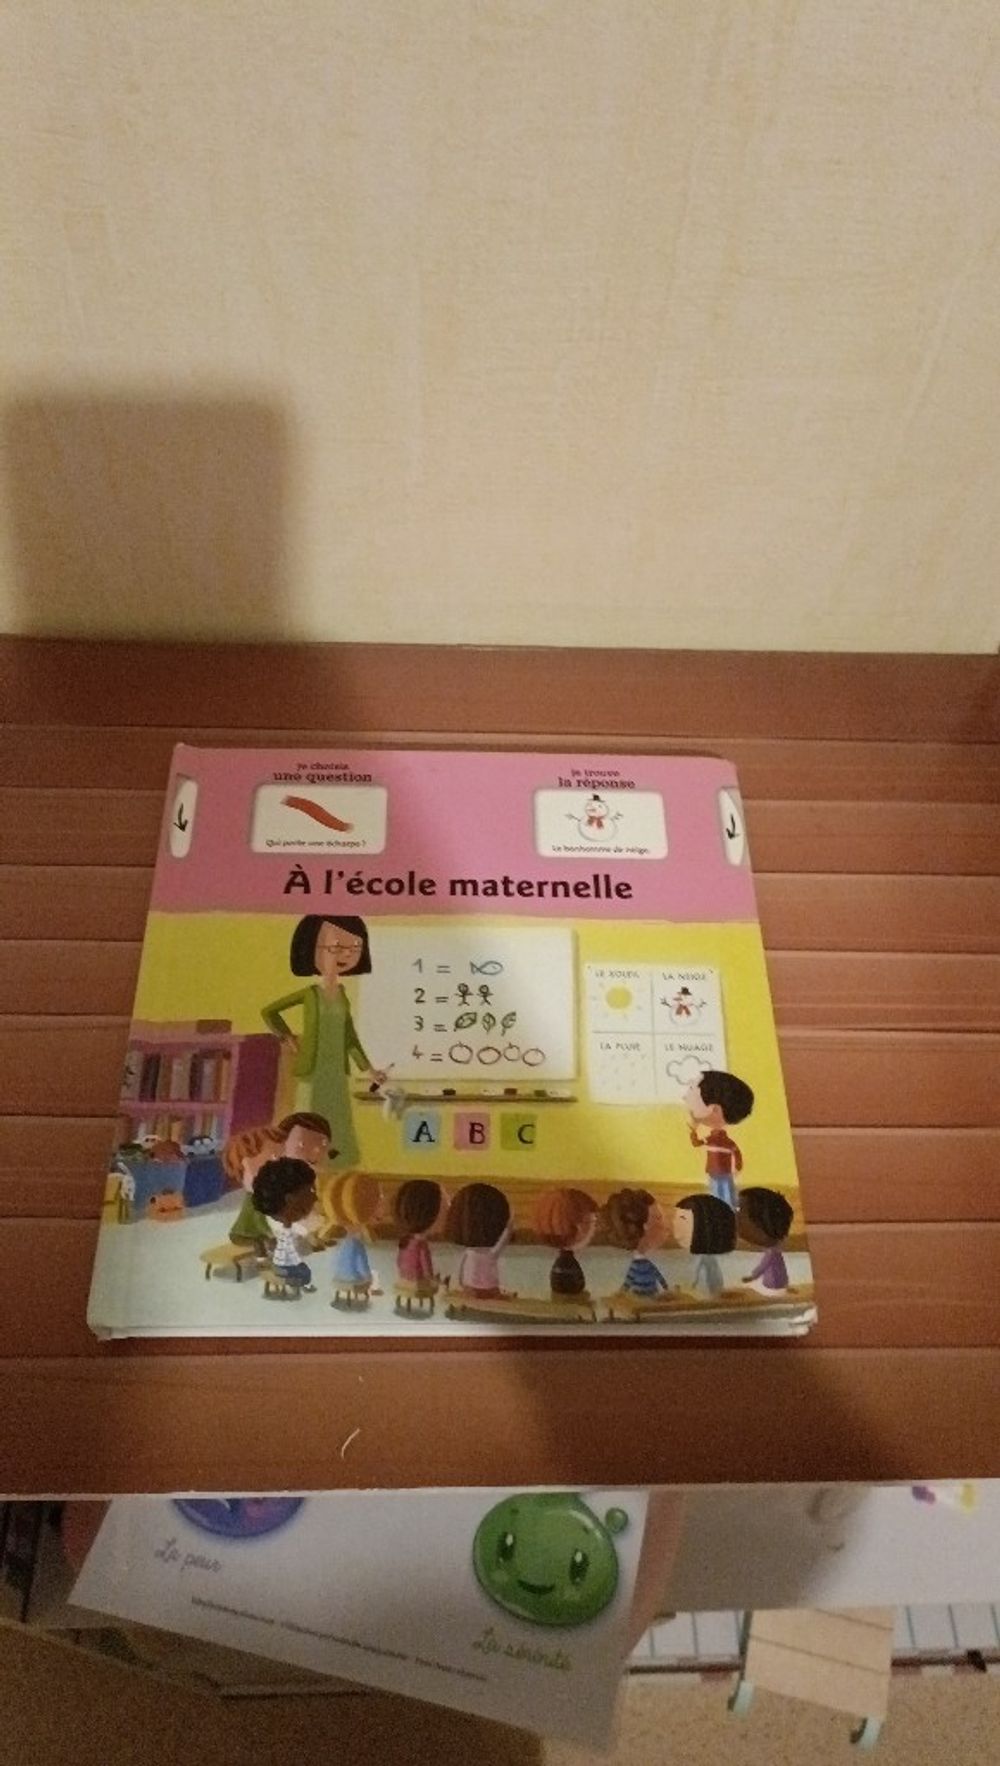 je choisis
une question
je trouve
la réponse
Qui porte une écharpe ?
Le bonhomme de neige.
À l'école maternelle
1 =
2 =
3 =
4 =
LE SOLEIL
LA NEIGE
LA PLUIE
LE NUAGE
A B C
La peur
La sérénité